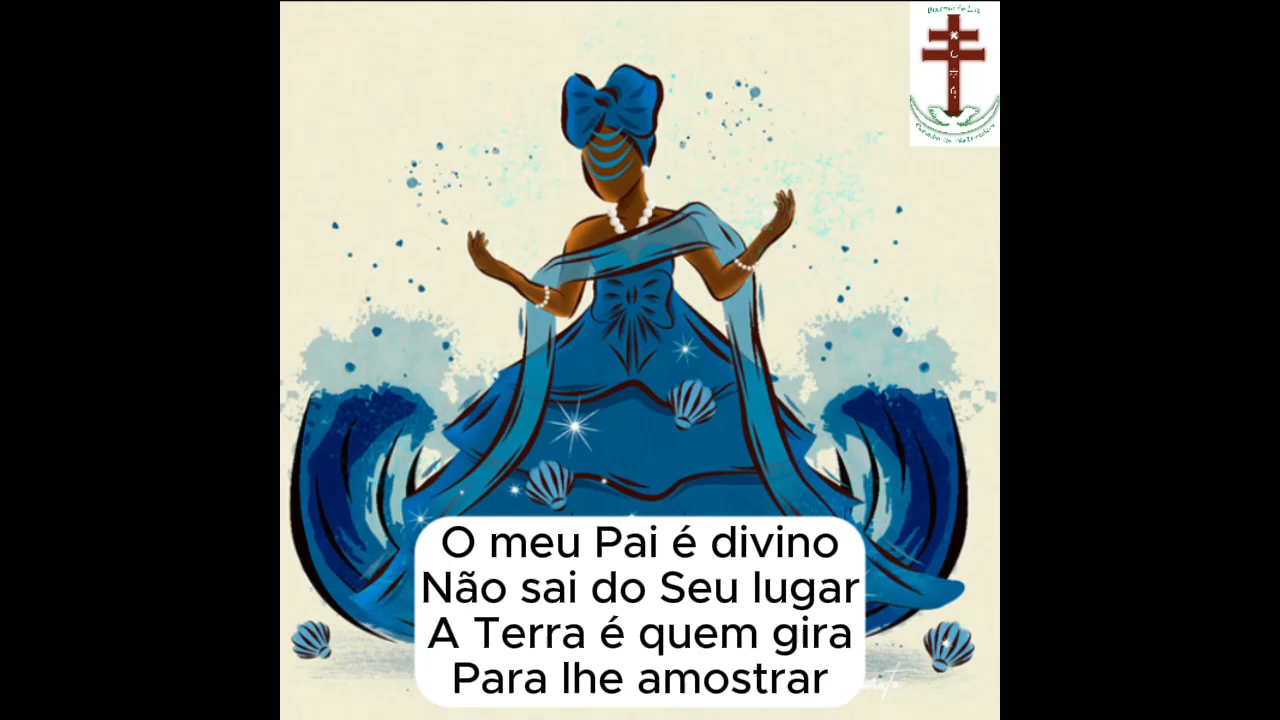 O meu Pai é divino
Não sai do Seu lugar
A Terra é quem gira
Para lhe amostrar